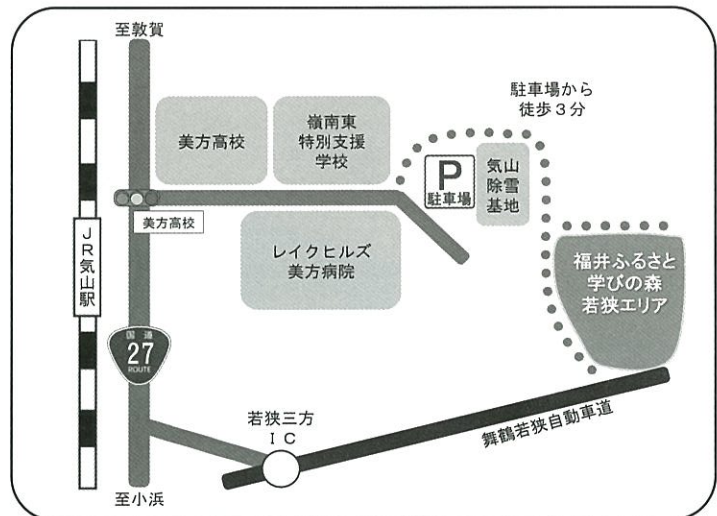 至敦賀
駐車場から
徒歩3分
美方高校
嶺南東
特別支援
学校
P
駐車場
気山
除雪
基地
美方高校
JR気山駅
レイクヒルズ
美方病院
福井ふるさと
学びの森
若狭エリア
国道
27
ROUTE
若狭三方
IC
舞鶴若狭自動車道
至小浜